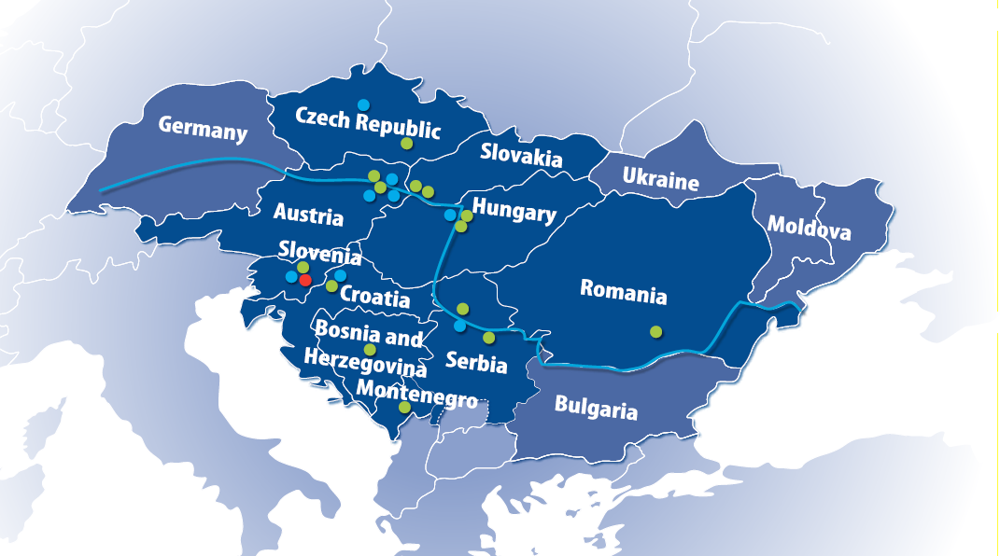 Germany
Czech Republic
Slovakia
Ukraine
Austria
Hungary
Moldova
Slovenia
Croatia
Romania
Bosnia and
Herzegovina
Serbia
Montenegro
Bulgaria